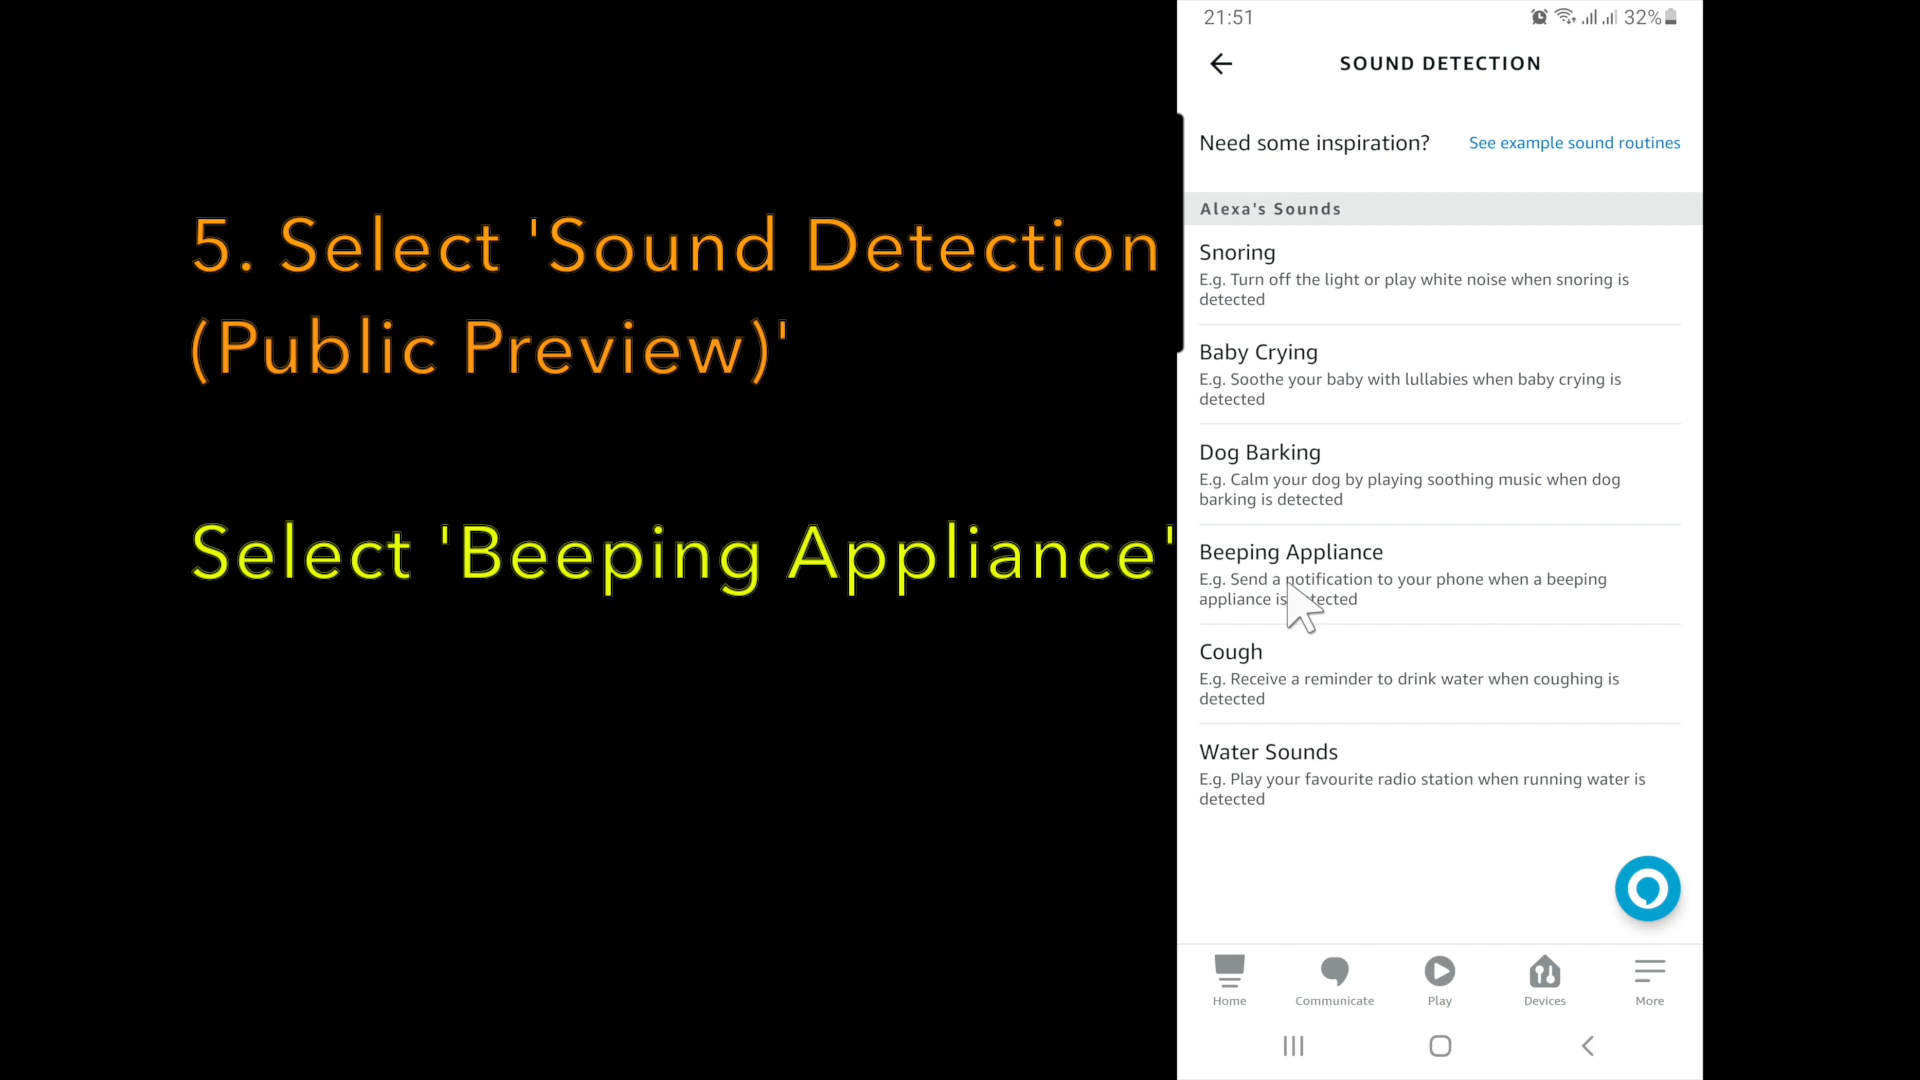 5. Select 'Sound Detection
(Public Preview)'
Select 'Beeping Appliance'
21:51
32%
SOUND DETECTION
Need some inspiration?
See example sound routines
Alexa's Sounds
Snoring
E.g. Turn off the light or play white noise when snoring is
detected
Baby Crying
E.g. Soothe your baby with lullabies when baby crying is
detected
Dog Barking
E.g. Calm your dog by playing soothing music when dog
barking is detected
Beeping Appliance
E.g. Send a notification to your phone when a beeping
appliance is detected
Cough
E.g. Receive a reminder to drink water when coughing is
detected
Water Sounds
E.g. Play your favourite radio station when running water is
detected
Home
Communicate
Play
Devices
More